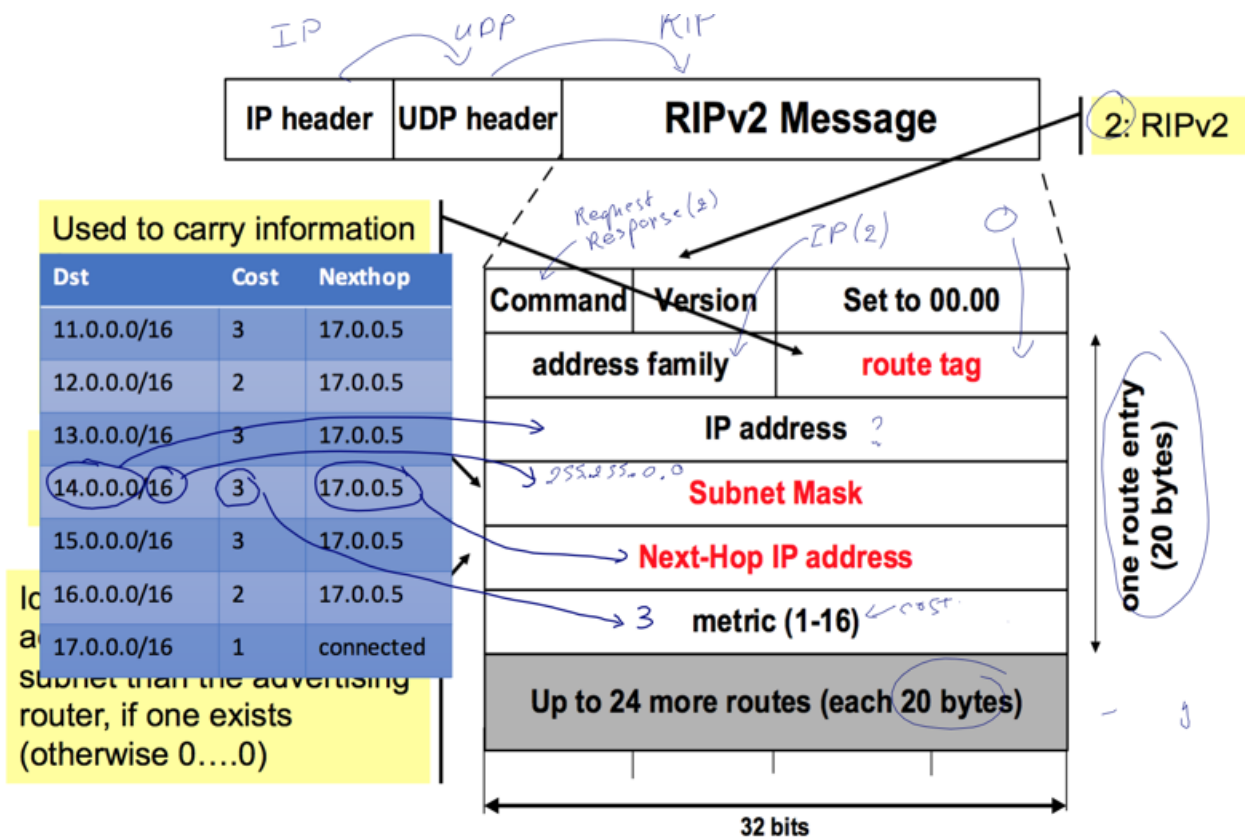 IP UDP RIP
IP header UDP header RIPv2 Message
2: RIPv2
Used to carry information
Request
Response(2)
IP(2)
0
Dst Cost Nexthop
11.0.0.0/16 3 17.0.0.5
12.0.0.0/16 2 17.0.0.5
13.0.0.0/16 3 17.0.0.5
14.0.0.0/16 3 17.0.0.5
15.0.0.0/16 3 17.0.0.5
16.0.0.0/16 2 17.0.0.5
17.0.0.0/16 1 connected
subnet than the advertising
router, if one exists
(otherwise 0....0)
Command Version Set to 00.00
address family route tag
IP address ?
255.255.0.0
Subnet Mask
Next-Hop IP address
3 metric (1-16) cost.
Up to 24 more routes (each 20 bytes)
one route entry
(20 bytes)
32 bits